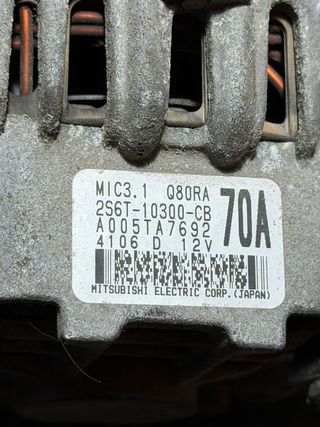 MIC3.1 Q80RA
2S6T-10300-CB
A005TA7692
4106 D 12V
70A
MITSUBISHI ELECTRIC CORP.(JAPAN)